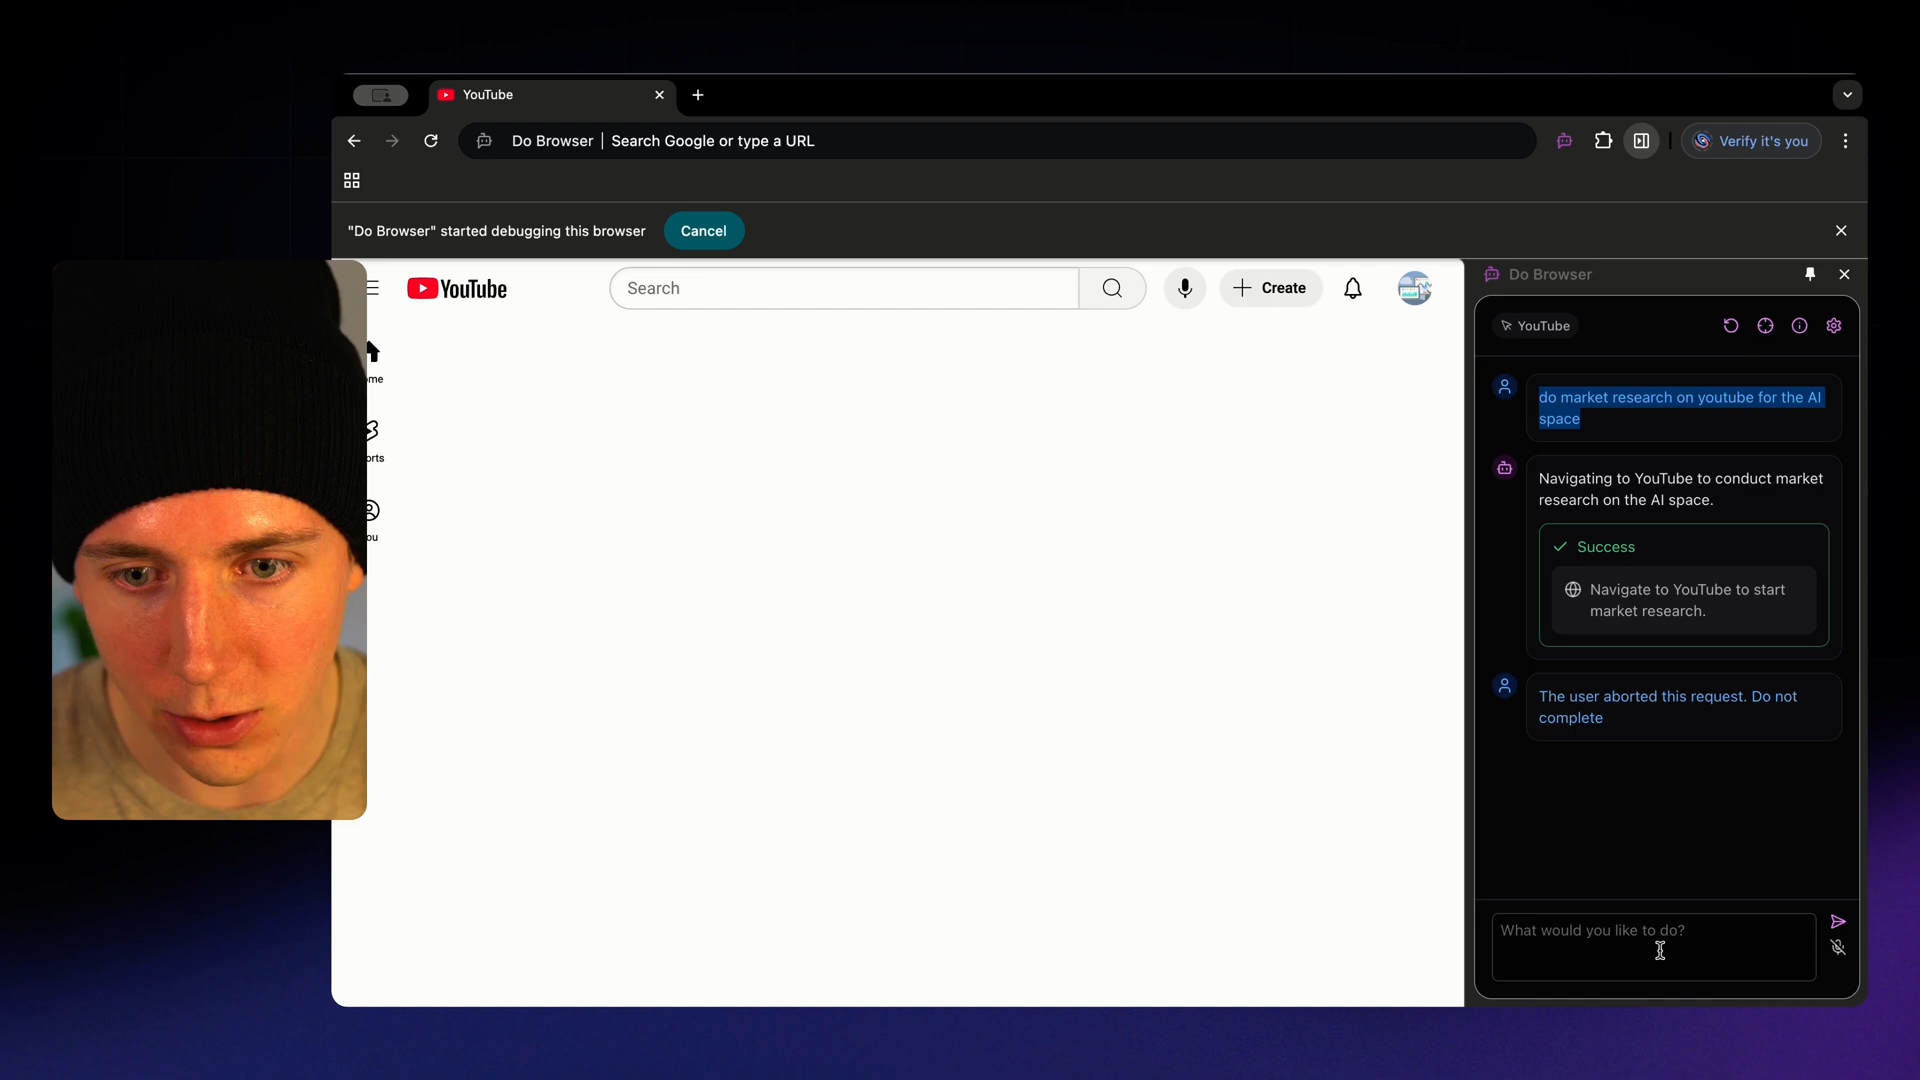 YouTube
Do Browser | Search Google or type a URL
Verify it's you
"Do Browser" started debugging this browser
Cancel
YouTube
Search
Create
ome
orts
ou
Do Browser
YouTube
do market research on youtube for the AI
space
Navigating to YouTube to conduct market
research on the AI space.
Success
Navigate to YouTube to start
market research.
The user aborted this request. Do not
complete
What would you like to do?